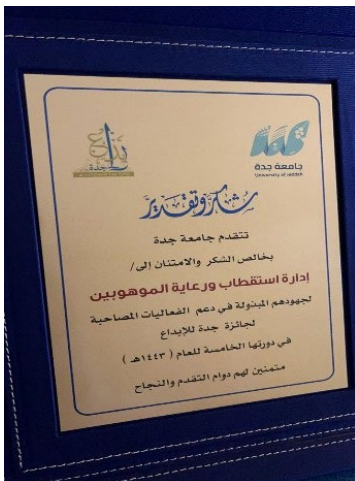 إبداع
جدة
جامعة جدة
University of Jeddah
شكر وتقدير
تتقدم جامعة جدة
بخالص الشكر والامتنان إلى /
إدارة استقطاب ورعاية الموهوبين
لجهودهم المبذولة في دعم الفعاليات المصاحبة
لجائزة جدة للإبداع
في دورتها الخامسة للعام ( ١٤٤٣هـ )
متمنين لهم دوام التقدم والنجاح